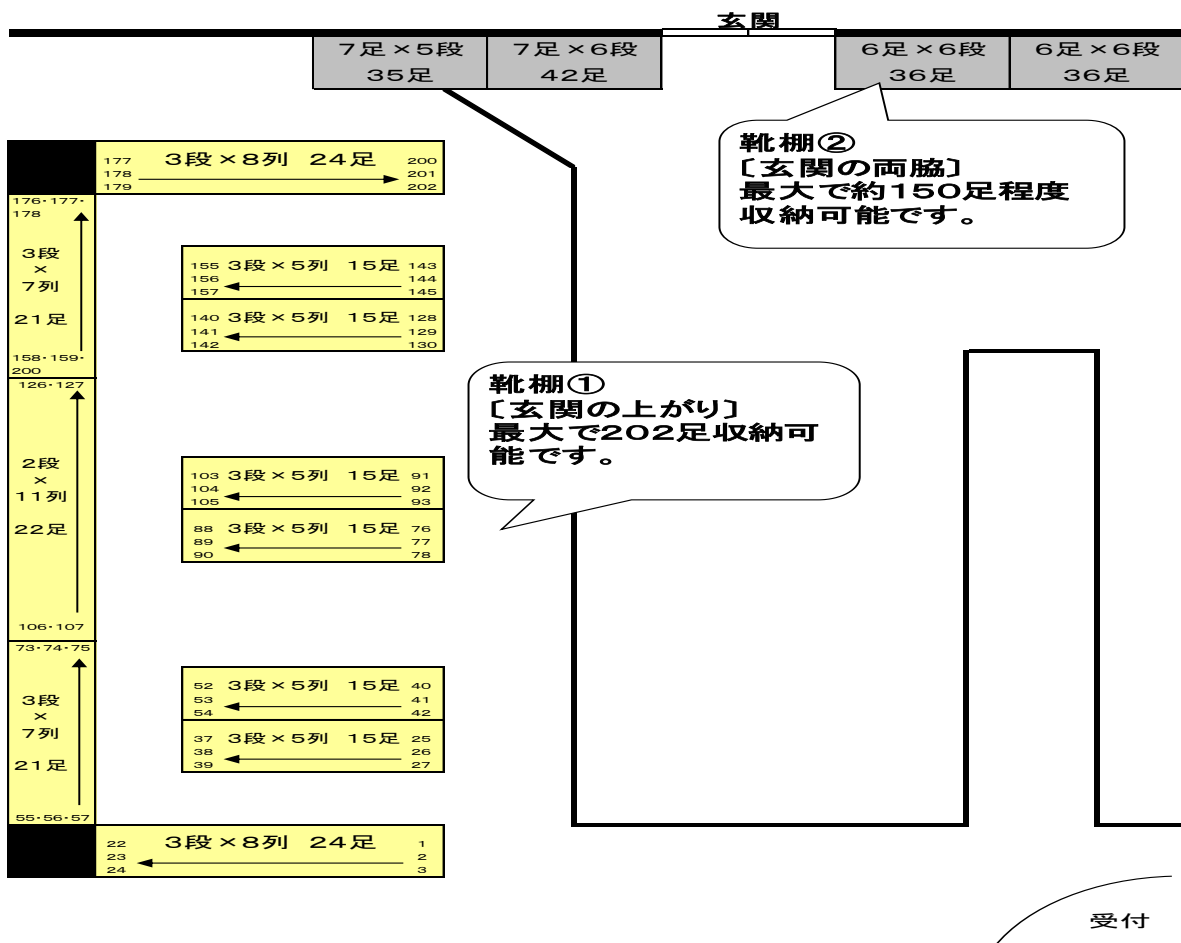 玄関
7足×5段
35足
7足×6段
42足
6足×6段
36足
6足×6段
36足
靴棚②
〔玄関の両脇〕
最大で約150足程度
収納可能です。
177 3段×8列 24足 200
178 201
179 202
176・177・
178
3段
×
7列
21足
158・159・
200
155 3段×5列 15足 143
156 144
157 145
140 3段×5列 15足 128
141 129
142 130
靴棚①
〔玄関の上がり〕
最大で202足収納可
能です。
126・127
2段
×
11列
22足
106・107
103 3段×5列 15足 91
104 92
105 93
88 3段×5列 15足 76
89 77
90 78
73・74・75
3段
×
7列
21足
55・56・57
52 3段×5列 15足 40
53 41
54 42
37 3段×5列 15足 25
38 26
39 27
22 3段×8列 24足 1
23 2
24 3
受付